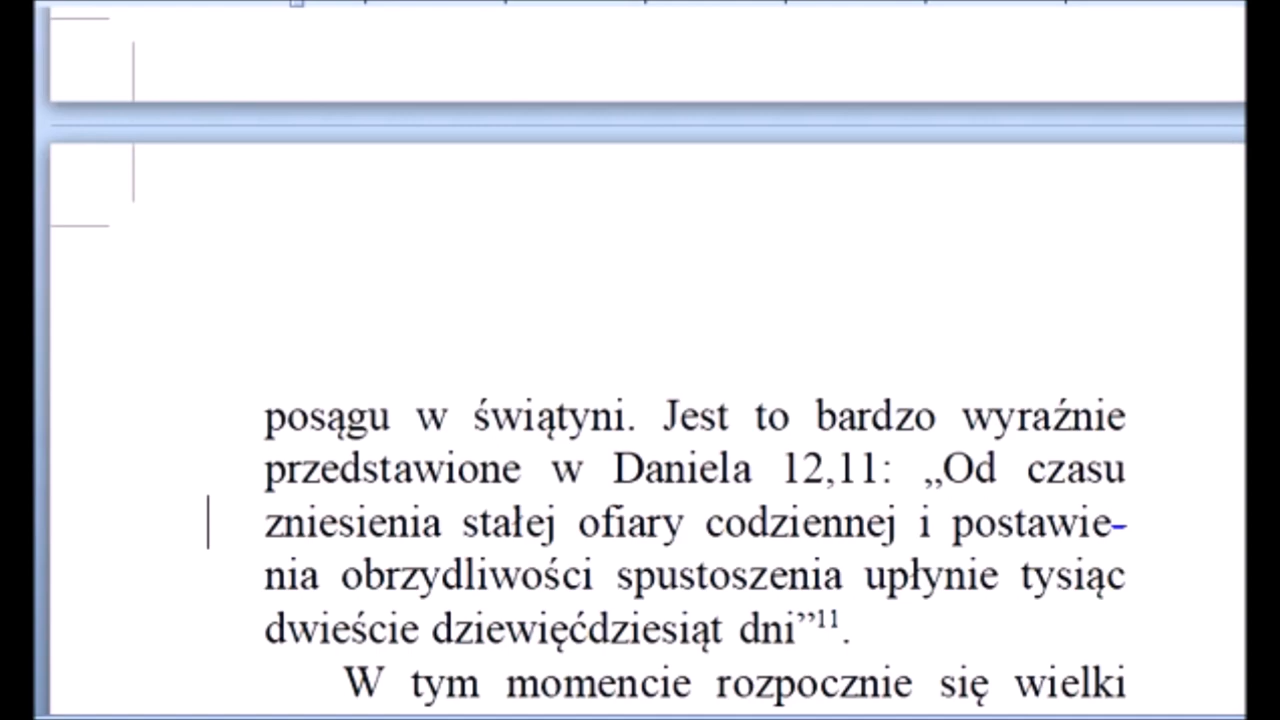 posągu w świątyni. Jest to bardzo wyraźnie
przedstawione w Daniela 12,11: „Od czasu
zniesienia stałej ofiary codziennej i postawie-
nia obrzydliwości spustoszenia upłynie tysiąc
dwieście dziewięćdziesiąt dni”¹¹.
W tym momencie rozpocznie się wielki